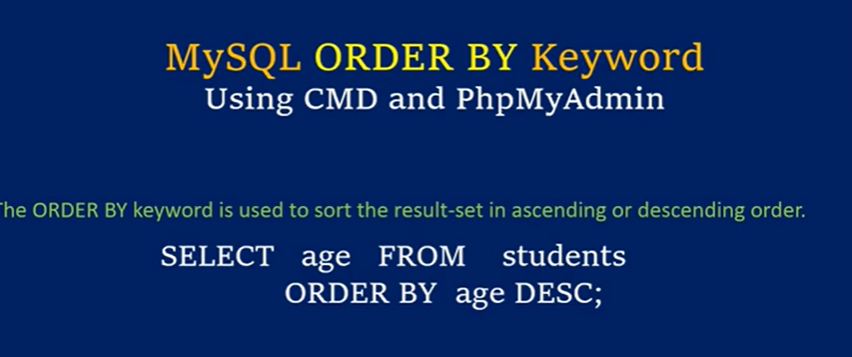 MySQL ORDER BY Keyword
Using CMD and PhpMyAdmin
The ORDER BY keyword is used to sort the result-set in ascending or descending order.
SELECT age FROM students
ORDER BY age DESC;